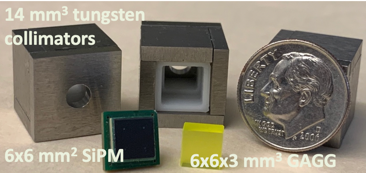 14 mm³ tungsten
collimators
LIBERTY
6x6 mm² SiPM
6x6x3 mm³ GAGG